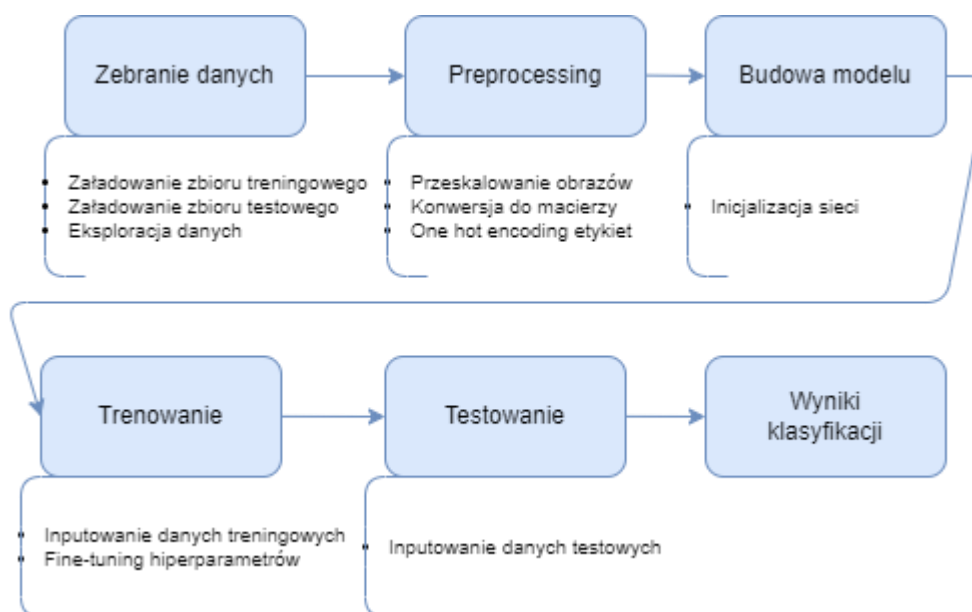 Zebranie danych
Preprocessing
Budowa modelu
Załadowanie zbioru treningowego
Załadowanie zbioru testowego
Eksploracja danych
Przeskalowanie obrazów
Konwersja do macierzy
One hot encoding etykiet
Inicjalizacja sieci
Trenowanie
Testowanie
Wyniki
klasyfikacji
Inputowanie danych treningowych
Fine-tuning hiperparametrów
Inputowanie danych testowych